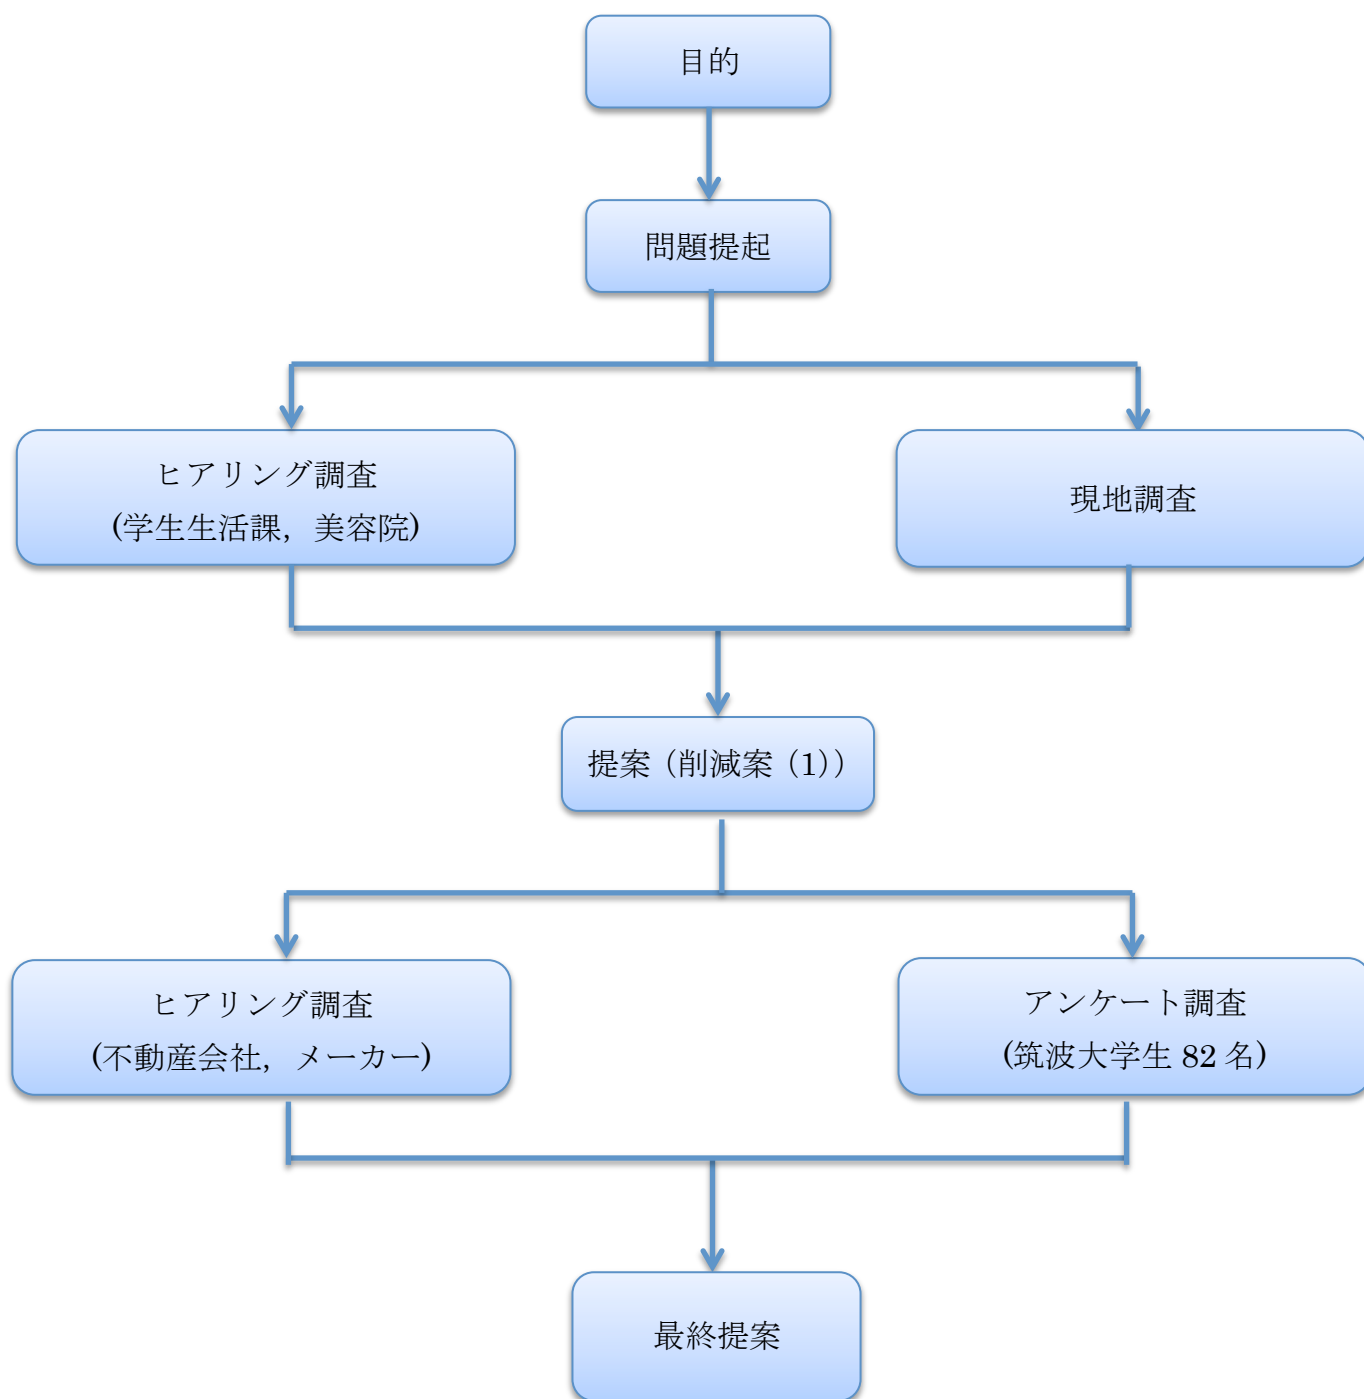 目的
問題提起
ヒアリング調査
(学生生活課，美容院)
現地調査
提案（削減案（1））
ヒアリング調査
(不動産会社，メーカー)
アンケート調査
(筑波大学生 82 名)
最終提案